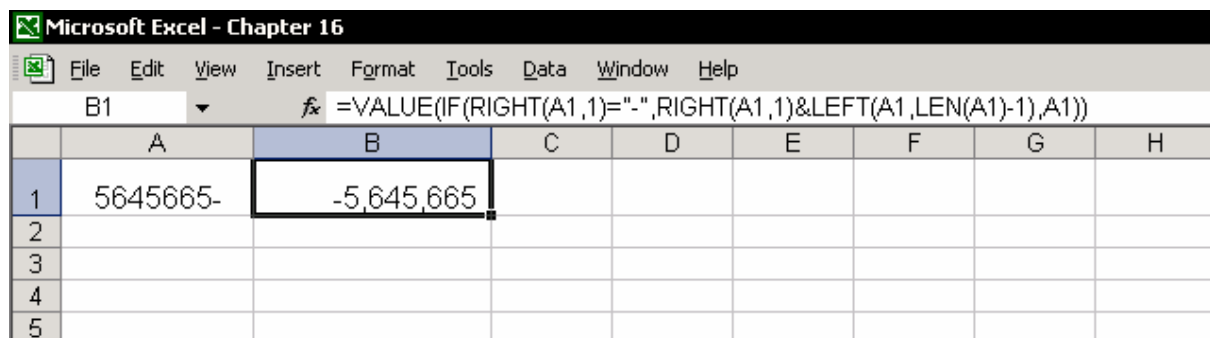 Microsoft Excel - Chapter 16
File Edit View Insert Format Tools Data Window Help
B1 fx =VALUE(IF(RIGHT(A1,1)="-",RIGHT(A1,1)&LEFT(A1,LEN(A1)-1),A1))
A B C D E F G H
1 5645665- -5,645,665
2
3
4
5